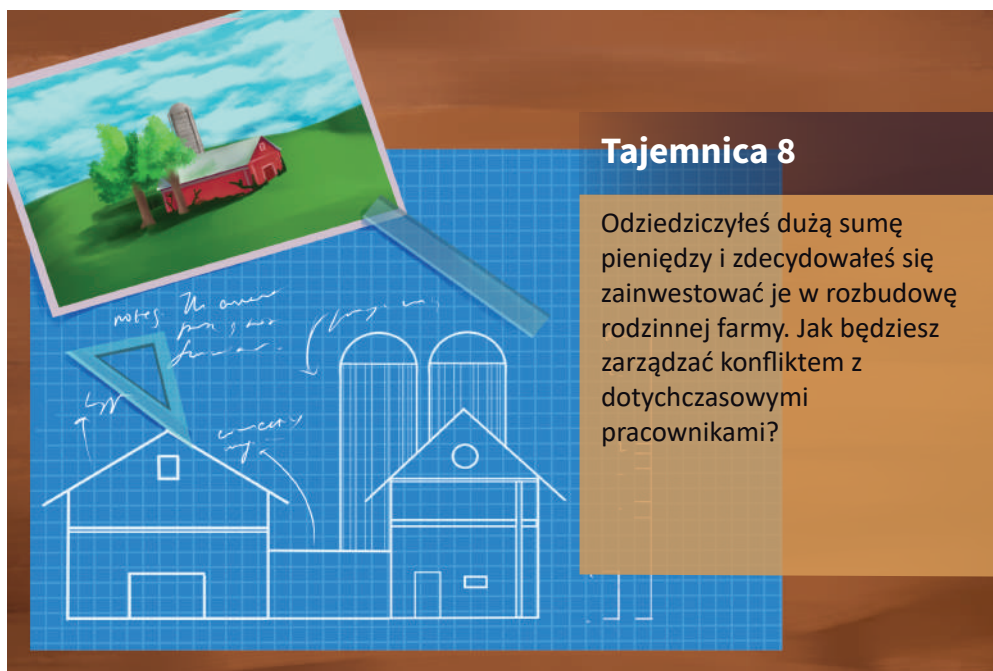 Tajemnica 8
Odziedziczyłeś dużą sumę
pieniędzy i zdecydowałeś się
zainwestować je w rozbudowę
rodzinnej farmy. Jak będziesz
zarządzać konfliktem z
dotychczasowymi
pracownikami?
notes